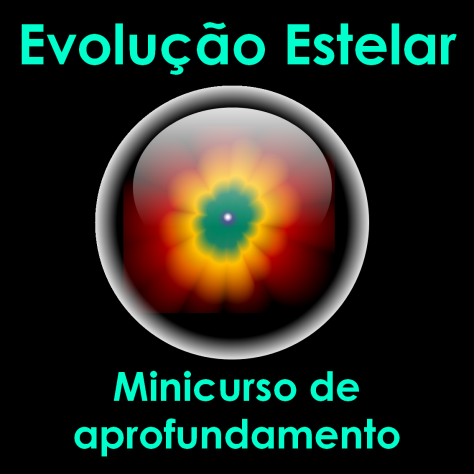 Evolução Estelar
Minicurso de
aprofundamento